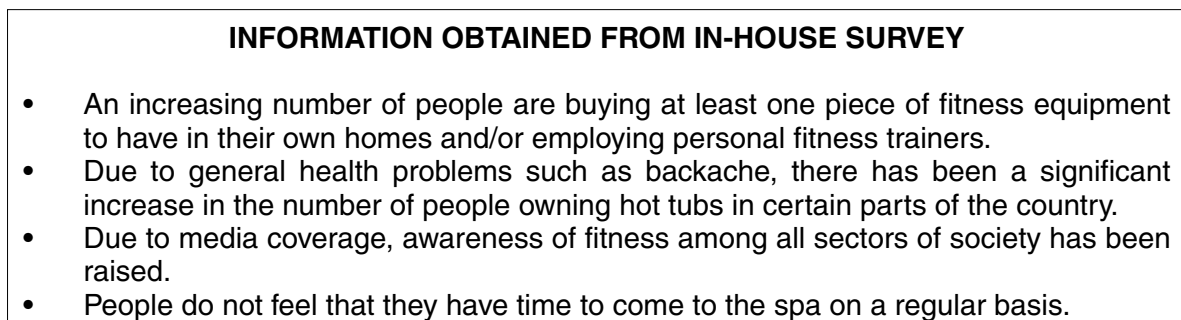 INFORMATION OBTAINED FROM IN-HOUSE SURVEY
• An increasing number of people are buying at least one piece of fitness equipment
to have in their own homes and/or employing personal fitness trainers.
• Due to general health problems such as backache, there has been a significant
increase in the number of people owning hot tubs in certain parts of the country.
• Due to media coverage, awareness of fitness among all sectors of society has been
raised.
• People do not feel that they have time to come to the spa on a regular basis.